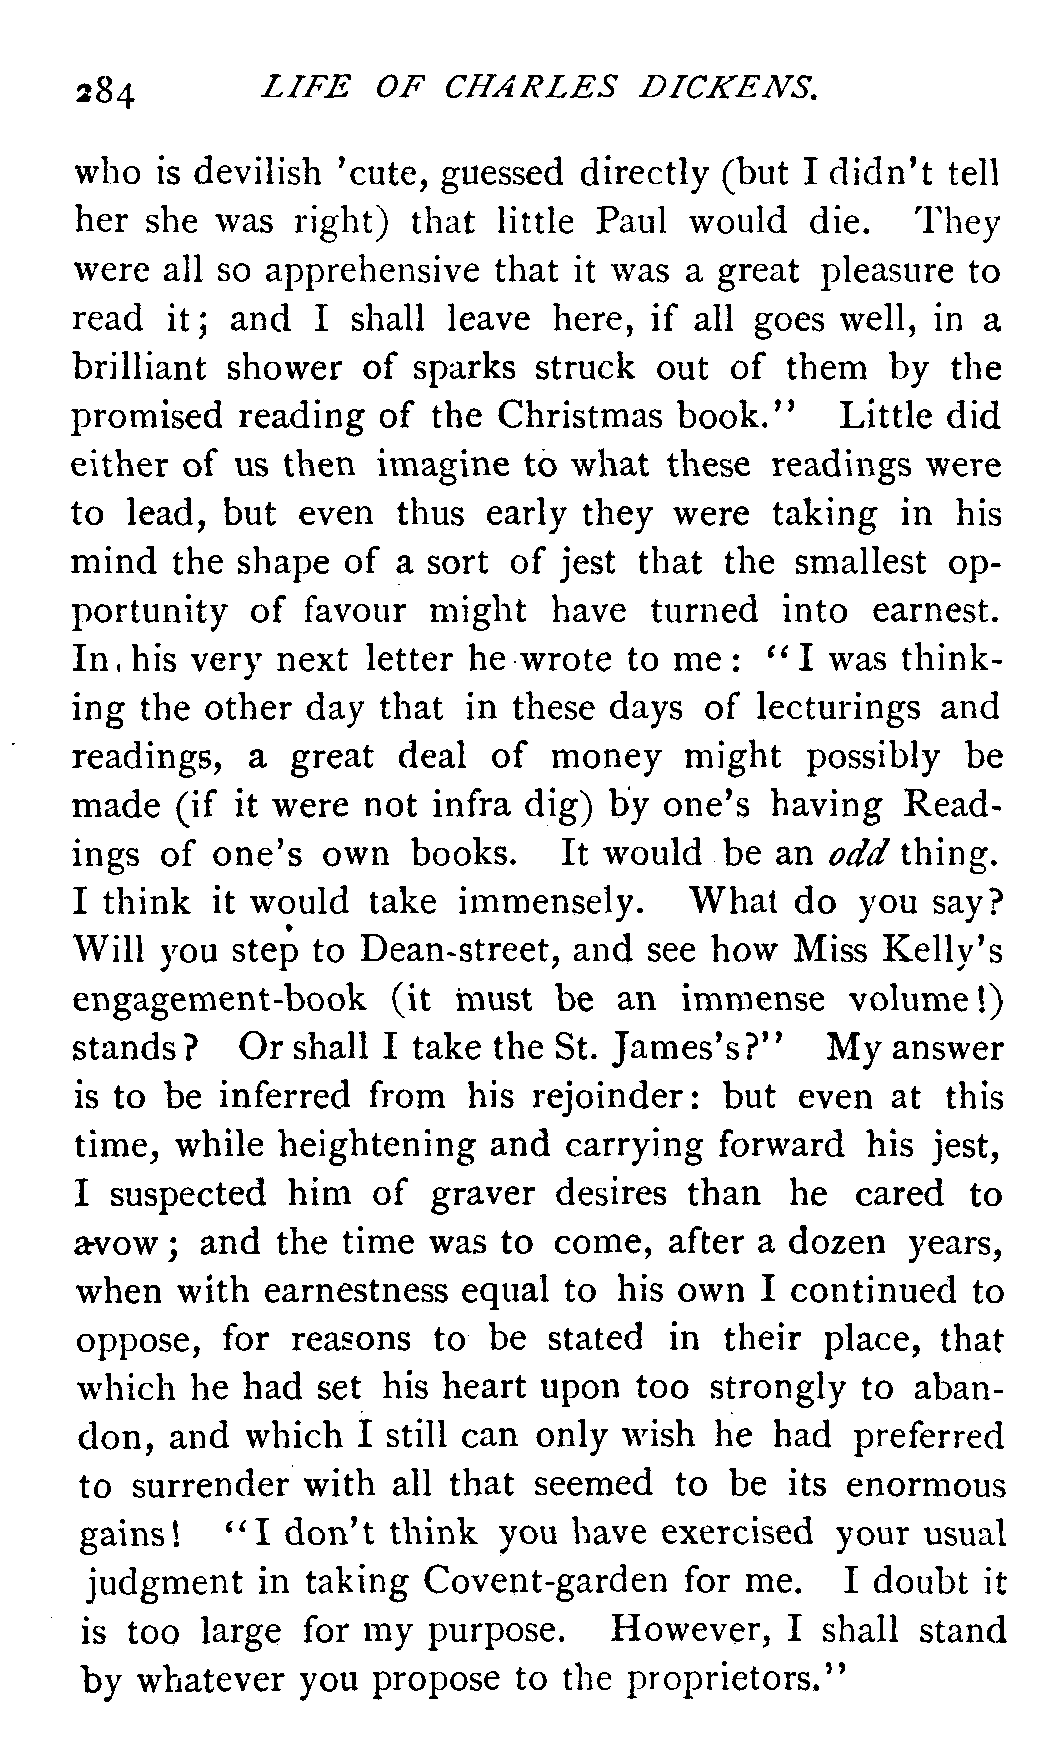 284 LIFE OF CHARLES DICKENS.
who is devilish 'cute, guessed directly (but I didn't tell
her she was right) that little Paul would die. They
were all so apprehensive that it was a great pleasure to
read it; and I shall leave here, if all goes well, in a
brilliant shower of sparks struck out of them by the
promised reading of the Christmas book." Little did
either of us then imagine to what these readings were
to lead, but even thus early they were taking in his
mind the shape of a sort of jest that the smallest op-
portunity of favour might have turned into earnest.
In his very next letter he wrote to me: "I was think-
ing the other day that in these days of lecturings and
readings, a great deal of money might possibly be
made (if it were not infra dig) by one's having Read-
ings of one's own books. It would be an odd thing.
I think it would take immensely. What do you say?
Will you step to Dean-street, and see how Miss Kelly's
engagement-book (it must be an immense volume!)
stands? Or shall I take the St. James's?" My answer
is to be inferred from his rejoinder: but even at this
time, while heightening and carrying forward his jest,
I suspected him of graver desires than he cared to
avow; and the time was to come, after a dozen years,
when with earnestness equal to his own I continued to
oppose, for reasons to be stated in their place, that
which he had set his heart upon too strongly to aban-
don, and which I still can only wish he had preferred
to surrender with all that seemed to be its enormous
gains! "I don't think you have exercised your usual
judgment in taking Covent-garden for me. I doubt it
is too large for my purpose. However, I shall stand
by whatever you propose to the proprietors."